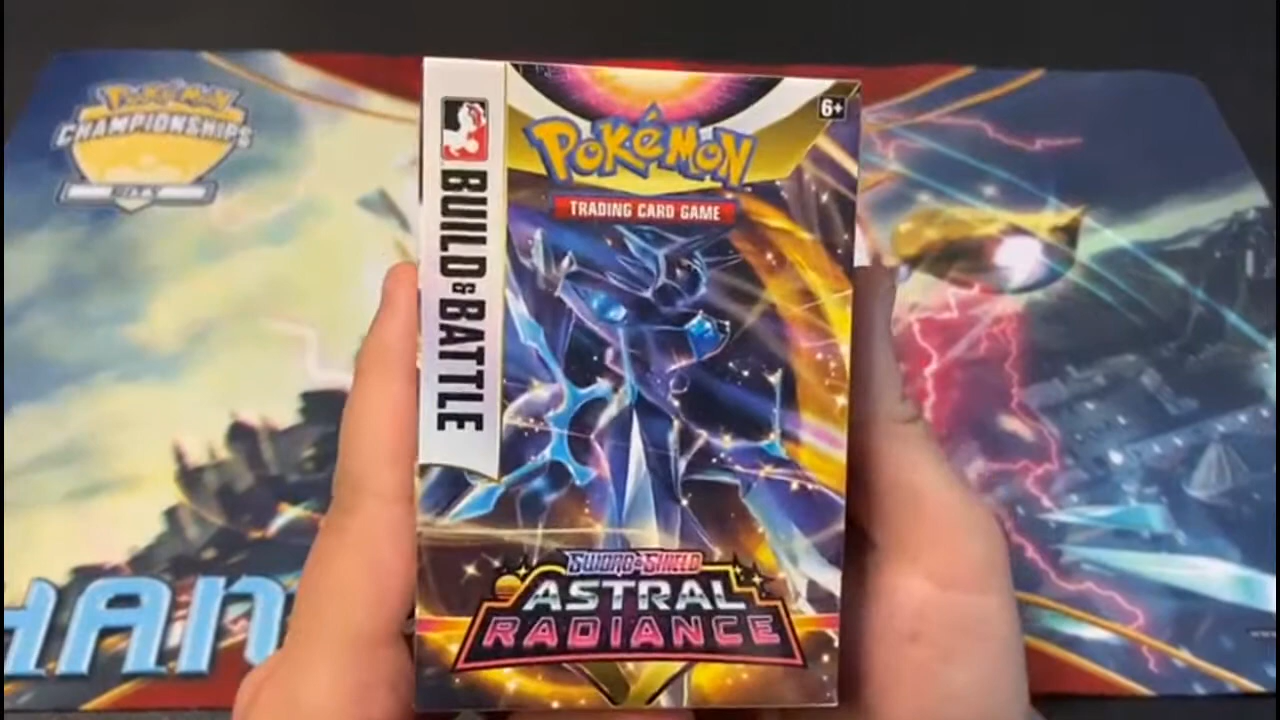 POKÉMON
CHAMPIONSHIPS
6+
POKÉMON
TRADING CARD GAME
BUILD & BATTLE
SWORD & SHIELD
ASTRAL
RADIANCE
HAN